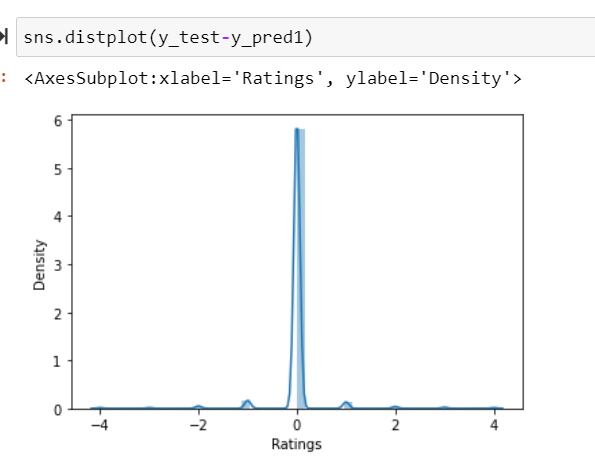 sns.distplot(y_test-y_pred1)
: <AxesSubplot:xlabel='Ratings', ylabel='Density'>
6
5
4
3
2
1
0
Density
−4 −2 0 2 4
Ratings